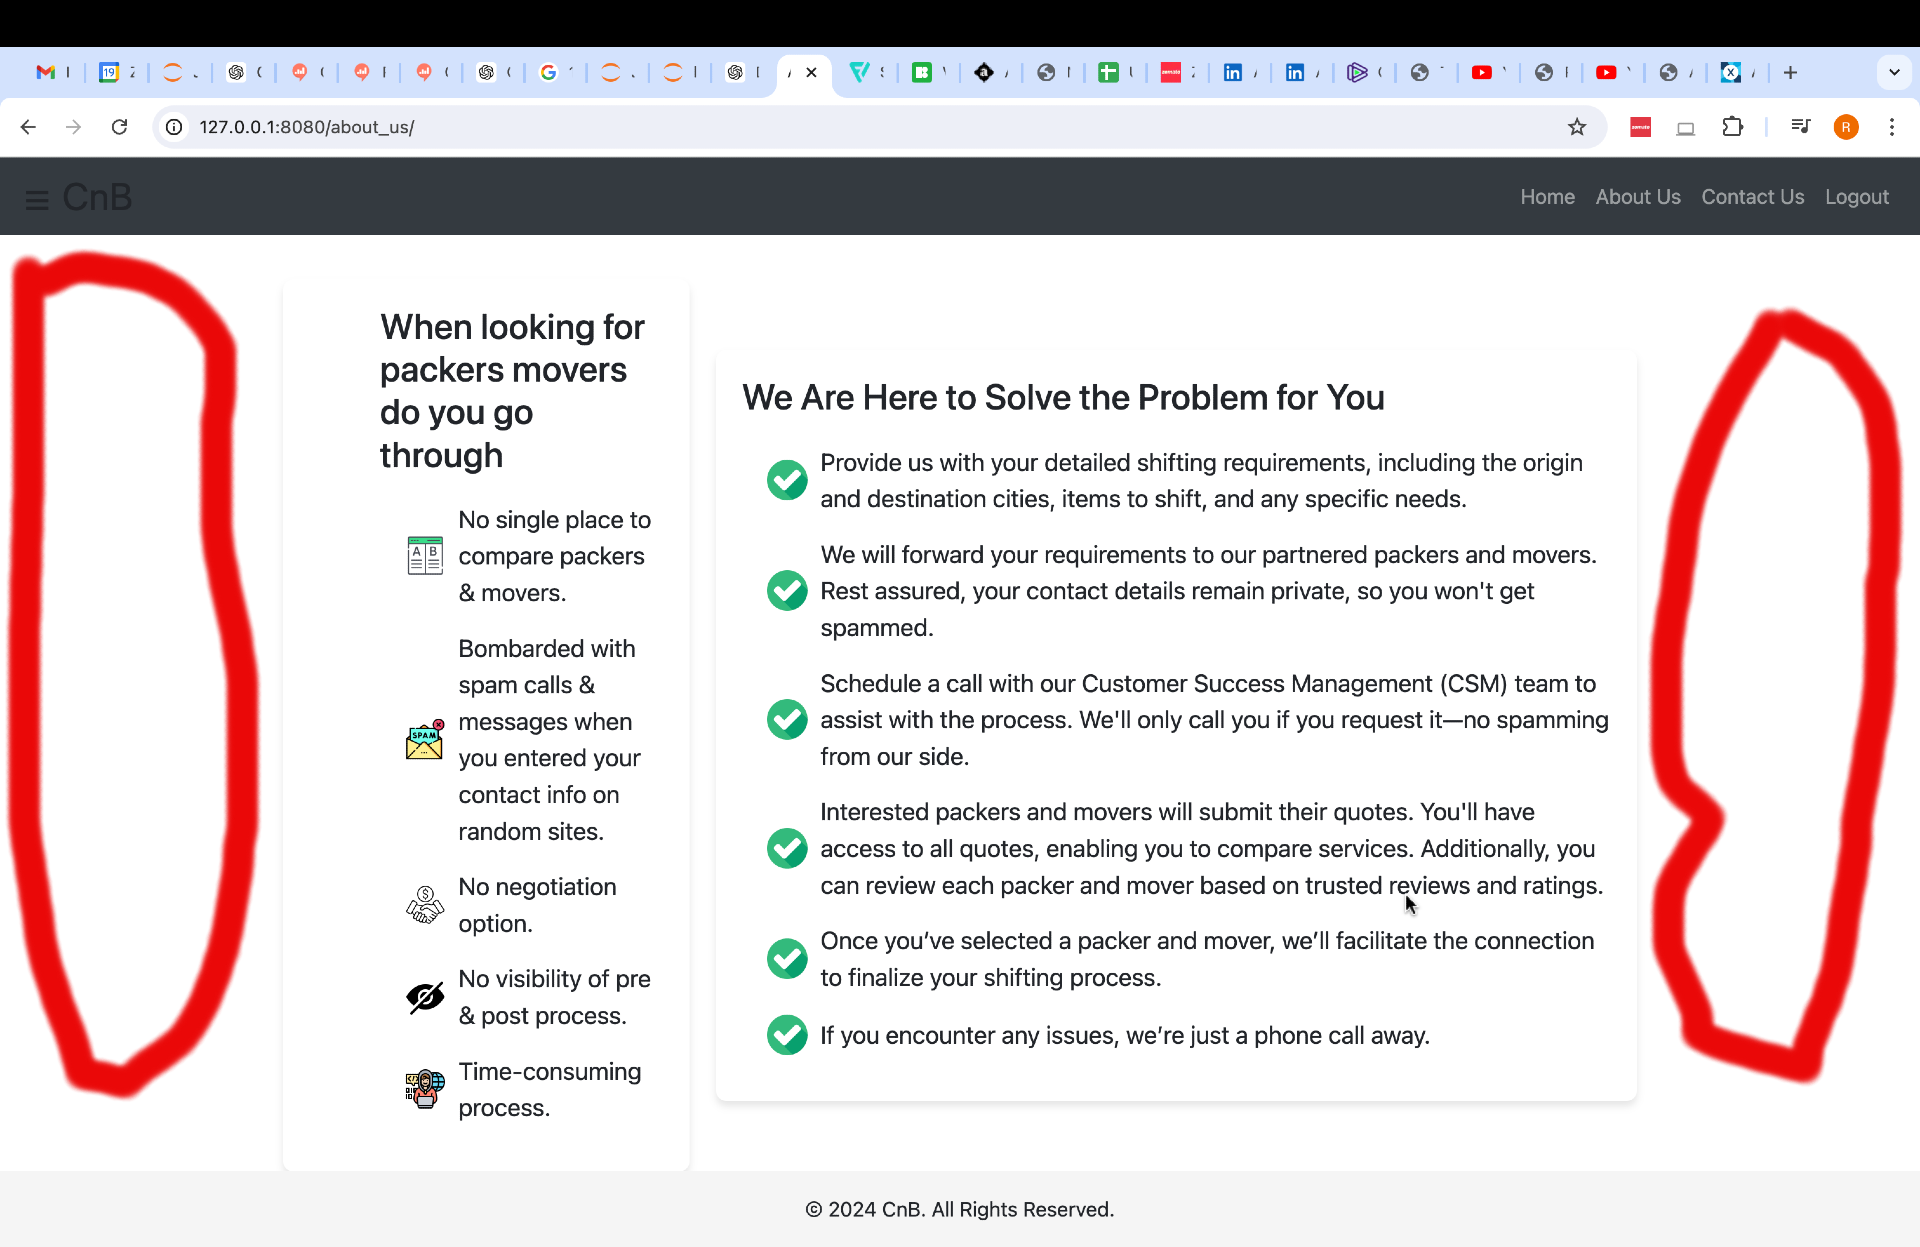 127.0.0.1:8080/about_us/
CnB
Home About Us Contact Us Logout
When looking for
packers movers
do you go
through
No single place to
compare packers
& movers.
Bombarded with
spam calls &
messages when
you entered your
contact info on
random sites.
No negotiation
option.
No visibility of pre
& post process.
Time-consuming
process.
We Are Here to Solve the Problem for You
Provide us with your detailed shifting requirements, including the origin
and destination cities, items to shift, and any specific needs.
We will forward your requirements to our partnered packers and movers.
Rest assured, your contact details remain private, so you won't get
spammed.
Schedule a call with our Customer Success Management (CSM) team to
assist with the process. We'll only call you if you request it—no spamming
from our side.
Interested packers and movers will submit their quotes. You'll have
access to all quotes, enabling you to compare services. Additionally, you
can review each packer and mover based on trusted reviews and ratings.
Once you’ve selected a packer and mover, we’ll facilitate the connection
to finalize your shifting process.
If you encounter any issues, we’re just a phone call away.
© 2024 CnB. All Rights Reserved.